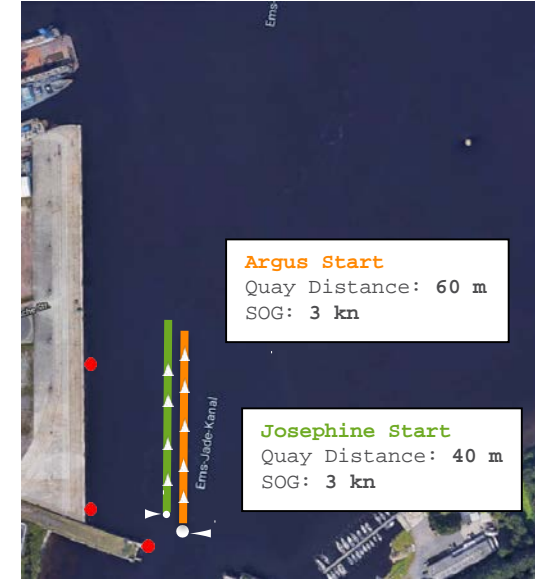 Ems-
Argus Start
Quay Distance: 60 m
SOG: 3 kn
Ems-Jade-Kanal
Josephine Start
Quay Distance: 40 m
SOG: 3 kn